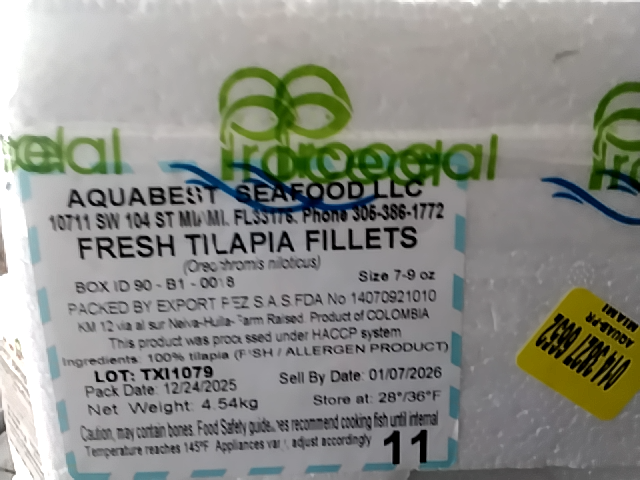 AQUABEST SEAFOOD LLC
10711 SW 104 ST MIAMI, FL.33176. Phone 305-386-1772
FRESH TILAPIA FILLETS
(Oreochromis niloticus)
BOX ID 90 - B1 - 0018 Size 7-9 oz
PACKED BY EXPORT PEZ S.A.S.FDA No 14070921010
KM 12 via al sur Neiva-Huila-Farm Raised. Product of COLOMBIA
This product was processed under HACCP system
Ingredients: 100% tilapia (FISH / ALLERGEN PRODUCT)
LOT: TXI1079
Pack Date: 12/24/2025 Sell By Date: 01/07/2026
Net Weight: 4.54kg Store at: 28°/36°F
Caution, may contain bones. Food Safety guidelines recommend cooking fish until internal
Temperature reaches 145°F. Appliances vary, adjust accordingly
11
MIAMI
AQUAPR